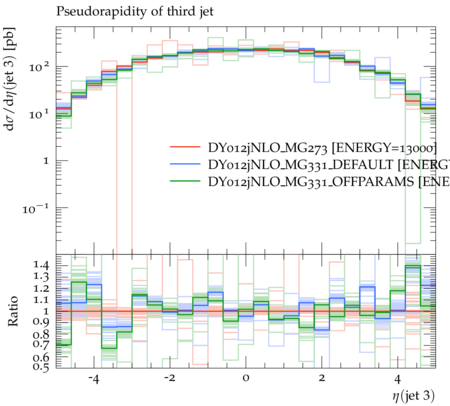 Pseudorapidity of third jet
dσ/dη(jet 3) [pb]
10²
10¹
1
10⁻¹
DY012jNLO_MG273 [ENERGY=13000]
DY012jNLO_MG331_DEFAULT [ENERGY
DY012jNLO_MG331_OFFPARAMS [ENE
Ratio
1.4
1.3
1.2
1.1
1
0.9
0.8
0.7
0.6
0.5
-4 -2 0 2 4
η(jet 3)